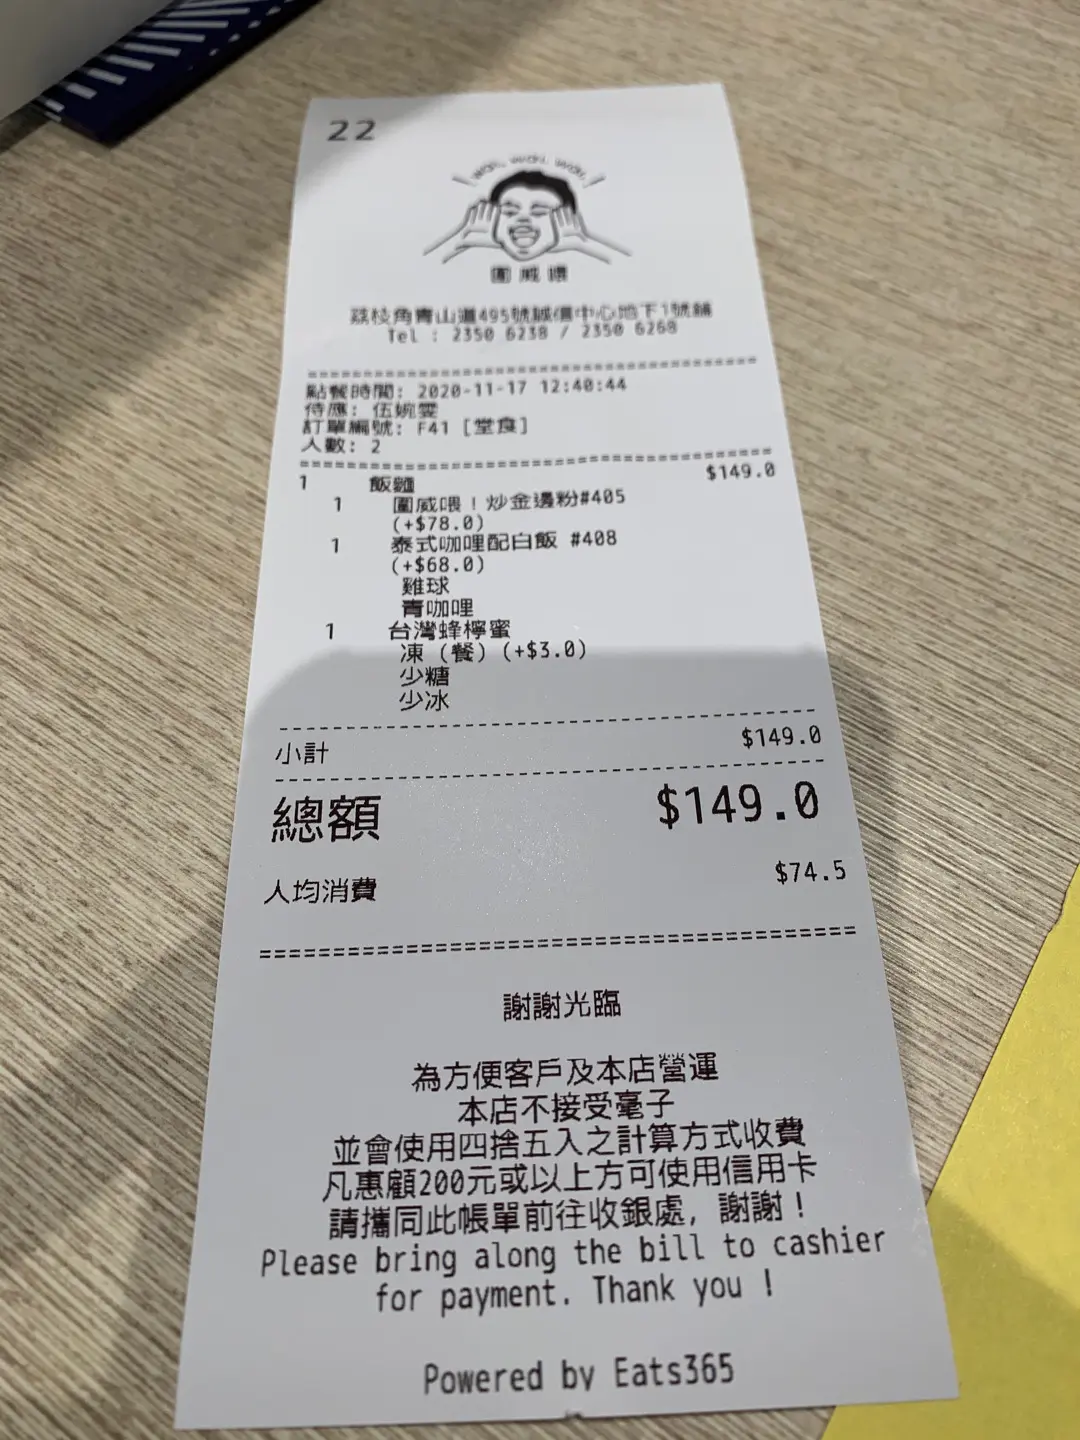 22
wai, wai, wai,
圍威喂
荔枝角青山道495號誠信中心地下1號鋪
Tel : 2350 6238 / 2350 6268
===========================================
點餐時間: 2020-11-17 12:40:44
侍應: 伍婉雯
訂單編號: F41 [堂食]
人數: 2
===========================================
1 飯麵 $149.0
1 圍威喂！炒金邊粉#405
(+$78.0)
1 泰式咖哩配白飯 #408
(+$68.0)
雞球
青咖哩
1 台灣蜂檸蜜
凍 (餐) (+$3.0)
少糖
少冰
小計 $149.0
總額 $149.0
人均消費 $74.5
===========================================
謝謝光臨
為方便客戶及本店營運
本店不接受毫子
並會使用四捨五入之計算方式收費
凡惠顧200元或以上方可使用信用卡
請攜同此帳單前往收銀處, 謝謝！
Please bring along the bill to cashier
for payment. Thank you !
Powered by Eats365